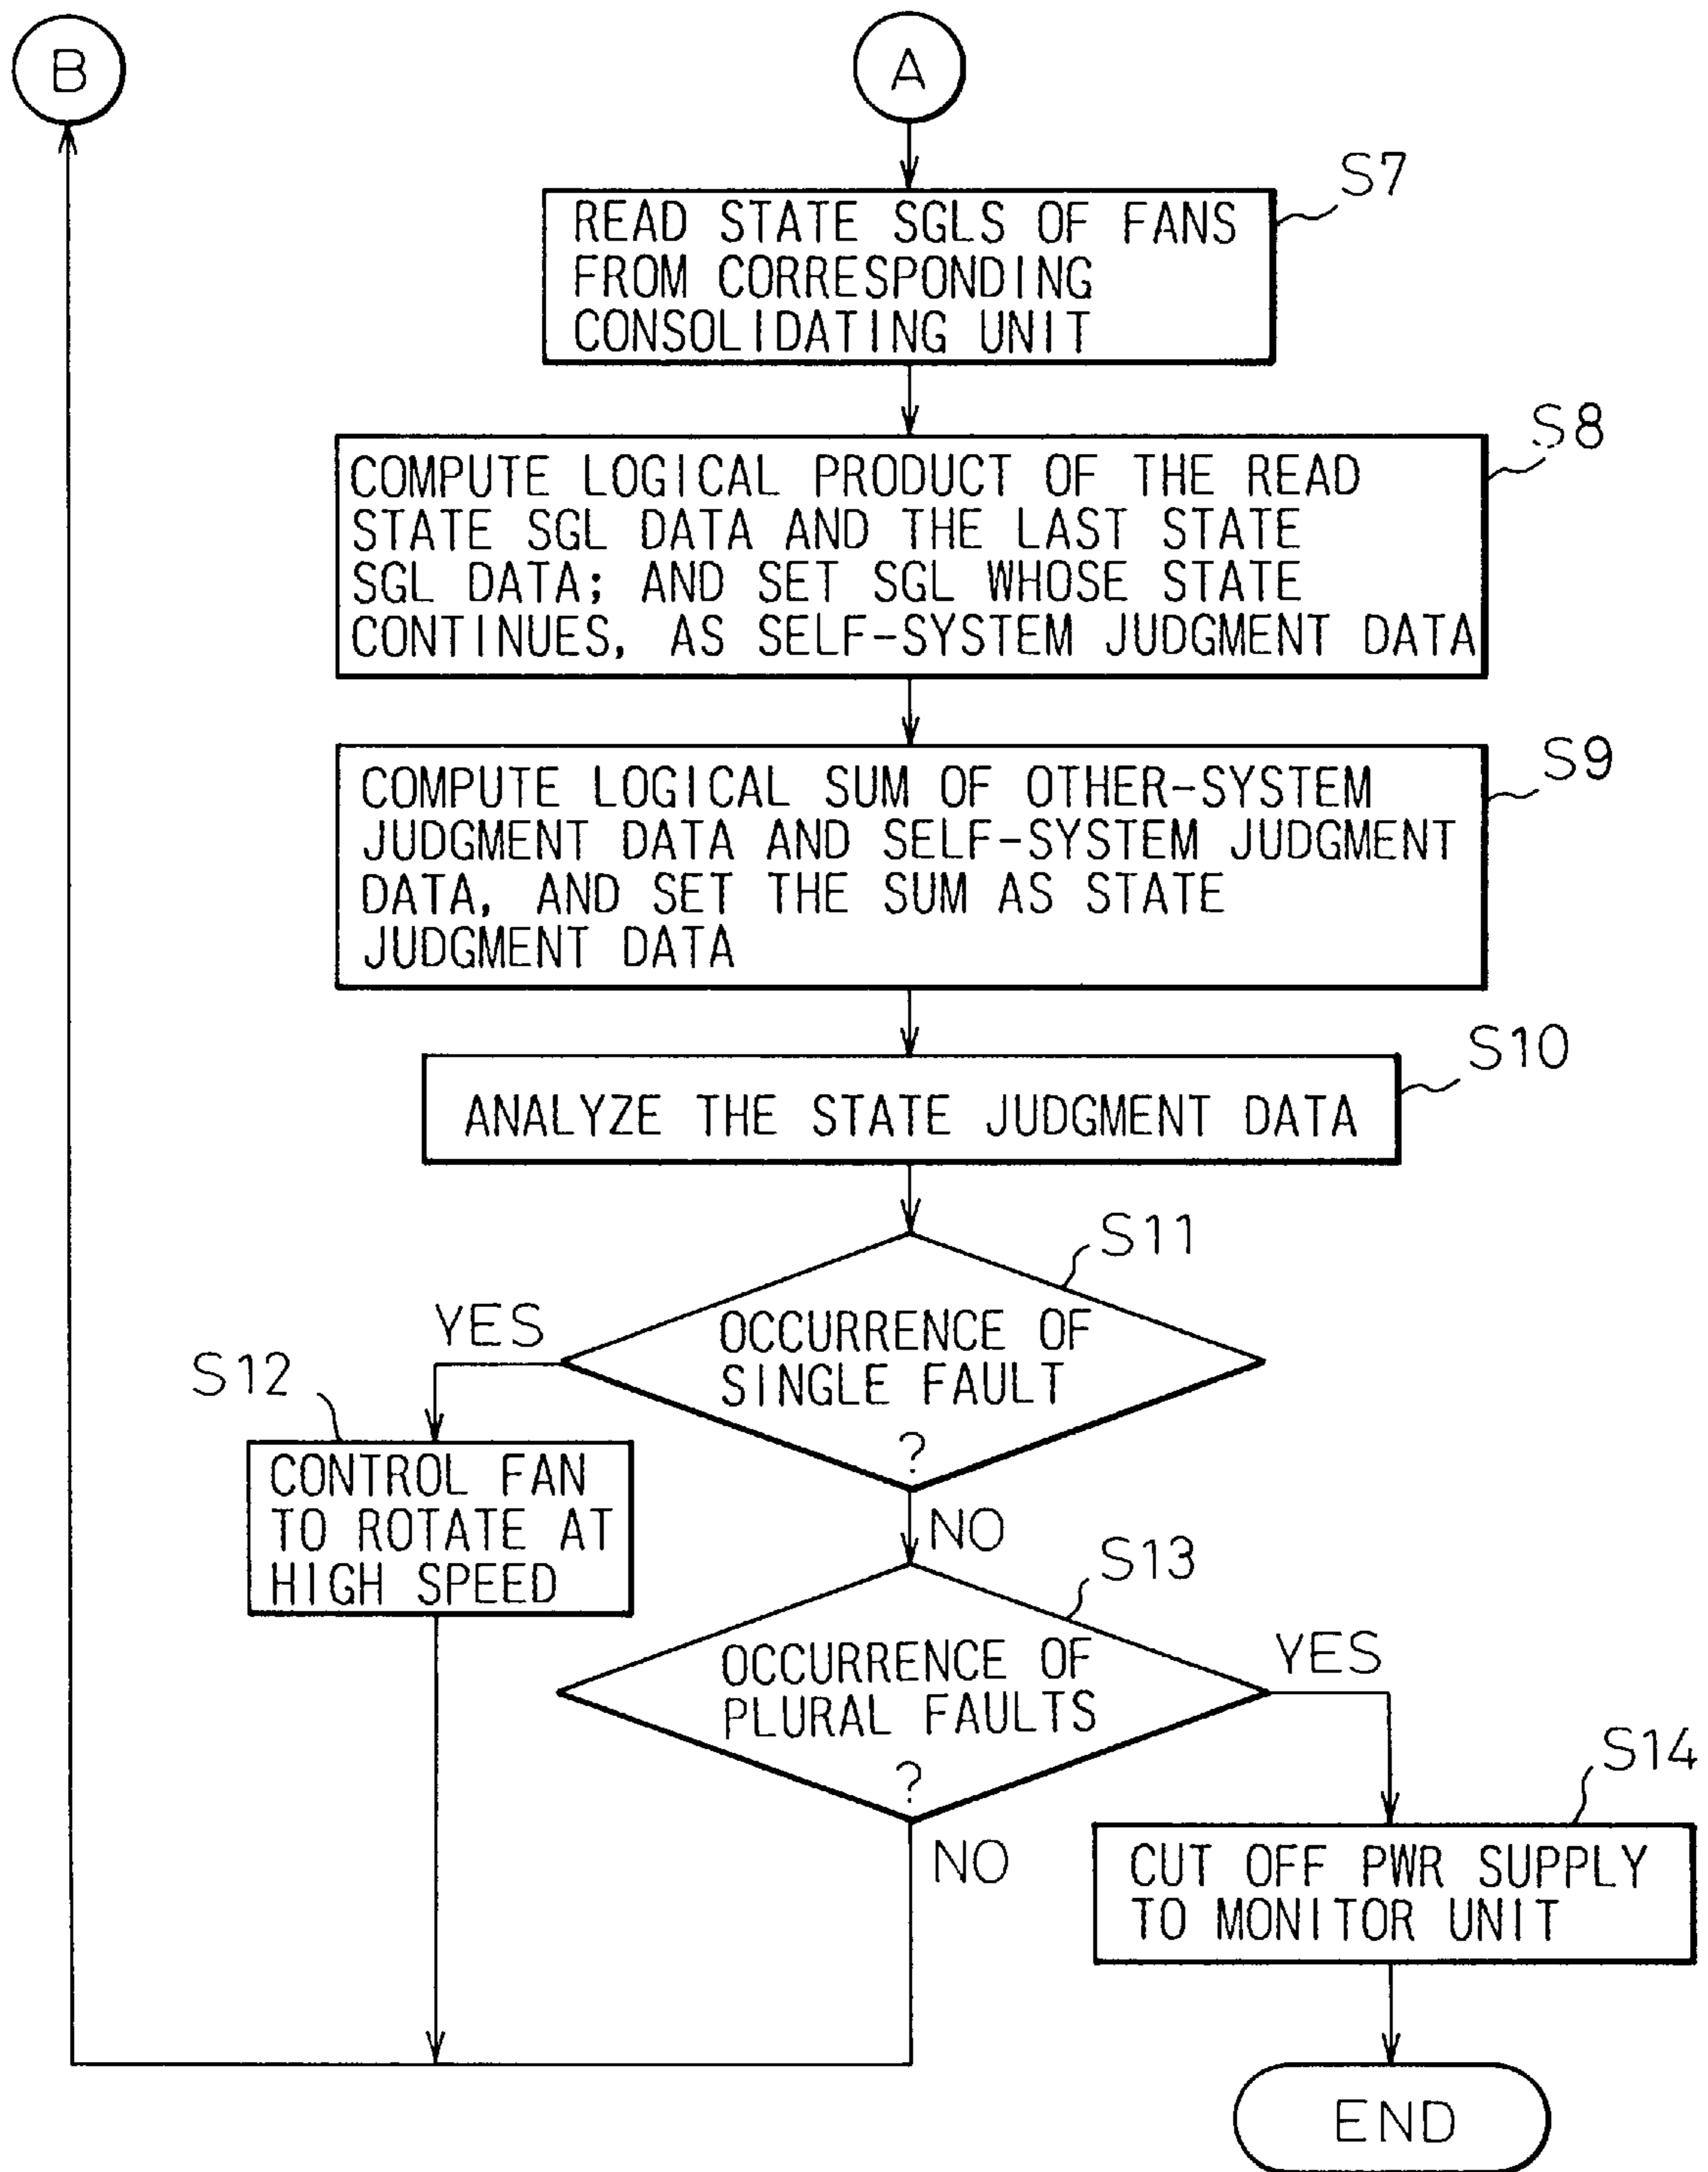 B
A
S7
READ STATE SGLS OF FANS
FROM CORRESPONDING
CONSOLIDATING UNIT
S8
COMPUTE LOGICAL PRODUCT OF THE READ
STATE SGL DATA AND THE LAST STATE
SGL DATA; AND SET SGL WHOSE STATE
CONTINUES, AS SELF-SYSTEM JUDGMENT DATA
S9
COMPUTE LOGICAL SUM OF OTHER-SYSTEM
JUDGMENT DATA AND SELF-SYSTEM JUDGMENT
DATA, AND SET THE SUM AS STATE
JUDGMENT DATA
S10
ANALYZE THE STATE JUDGMENT DATA
S11
OCCURRENCE OF
SINGLE FAULT
?
YES
S12
CONTROL FAN
TO ROTATE AT
HIGH SPEED
NO
S13
OCCURRENCE OF
PLURAL FAULTS
?
YES
NO
S14
CUT OFF PWR SUPPLY
TO MONITOR UNIT
END